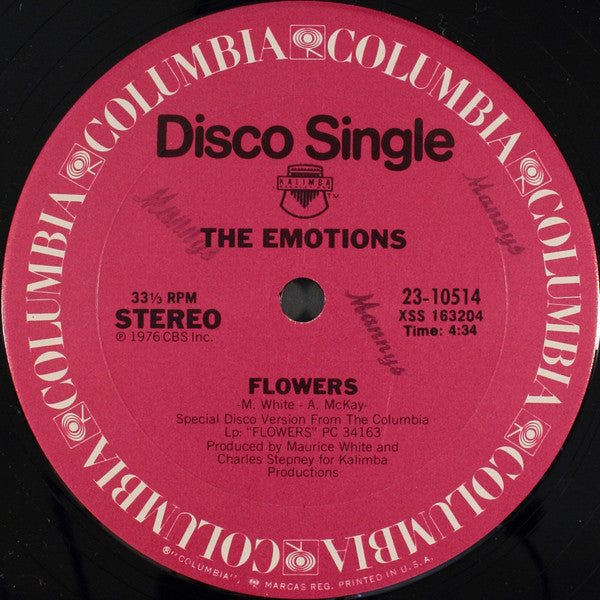 COLUMBIA COLUMBIA COLUMBIA COLUMBIA COLUMBIA COLUMBIA COLUMBIA COLUMBIA
Disco Single
KALIMBA
TM
Mannys
Mannys
THE EMOTIONS
33⅓ RPM
STEREO
℗ 1976 CBS Inc.
23-10514
XSS 163204
Time: 4:34
Mannys
FLOWERS
-M. White - A. McKay-
Special Disco Version From The Columbia
Lp: "FLOWERS" PC 34163
Produced by Maurice White and
Charles Stepney for Kalimba
Productions
®"COLUMBIA", MARCAS REG. PRINTED IN U.S.A.